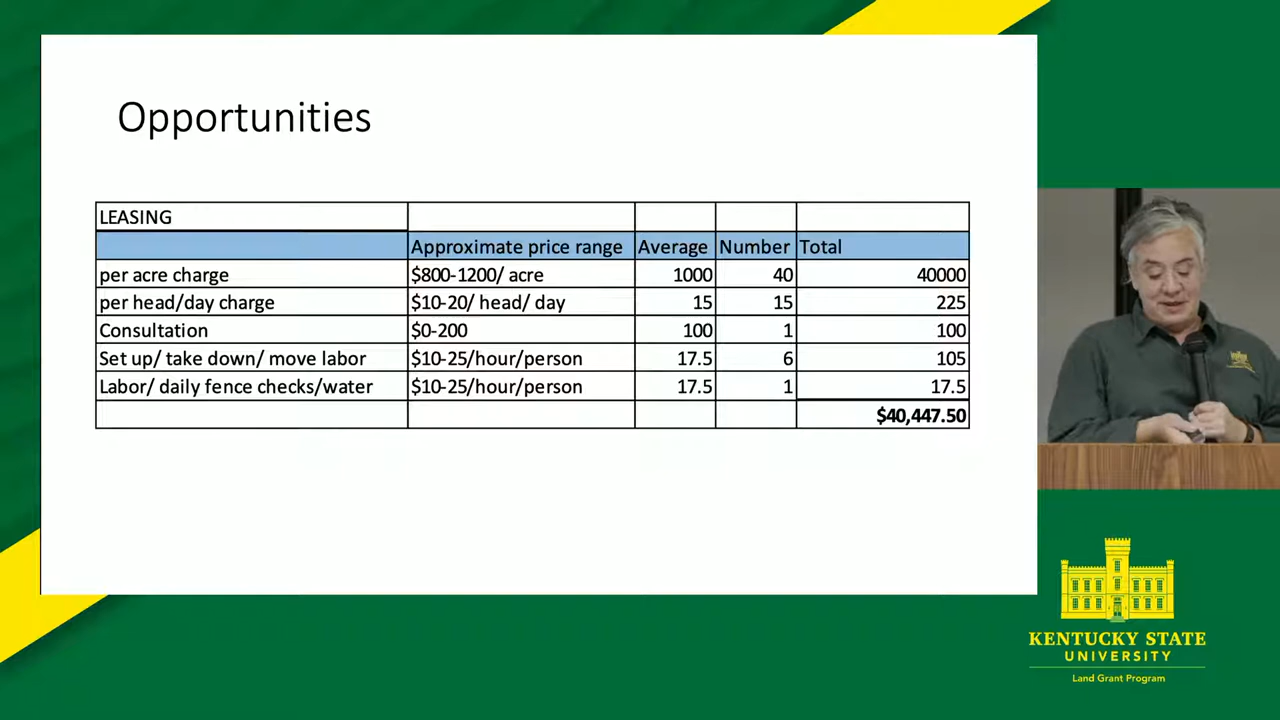 Opportunities
LEASING
Approximate price range Average Number Total
per acre charge $800-1200/ acre 1000 40 40000
per head/day charge $10-20/ head/ day 15 15 225
Consultation $0-200 100 1 100
Set up/ take down/ move labor $10-25/hour/person 17.5 6 105
Labor/ daily fence checks/water $10-25/hour/person 17.5 1 17.5
$40,447.50
KENTUCKY STATE
UNIVERSITY
Land Grant Program